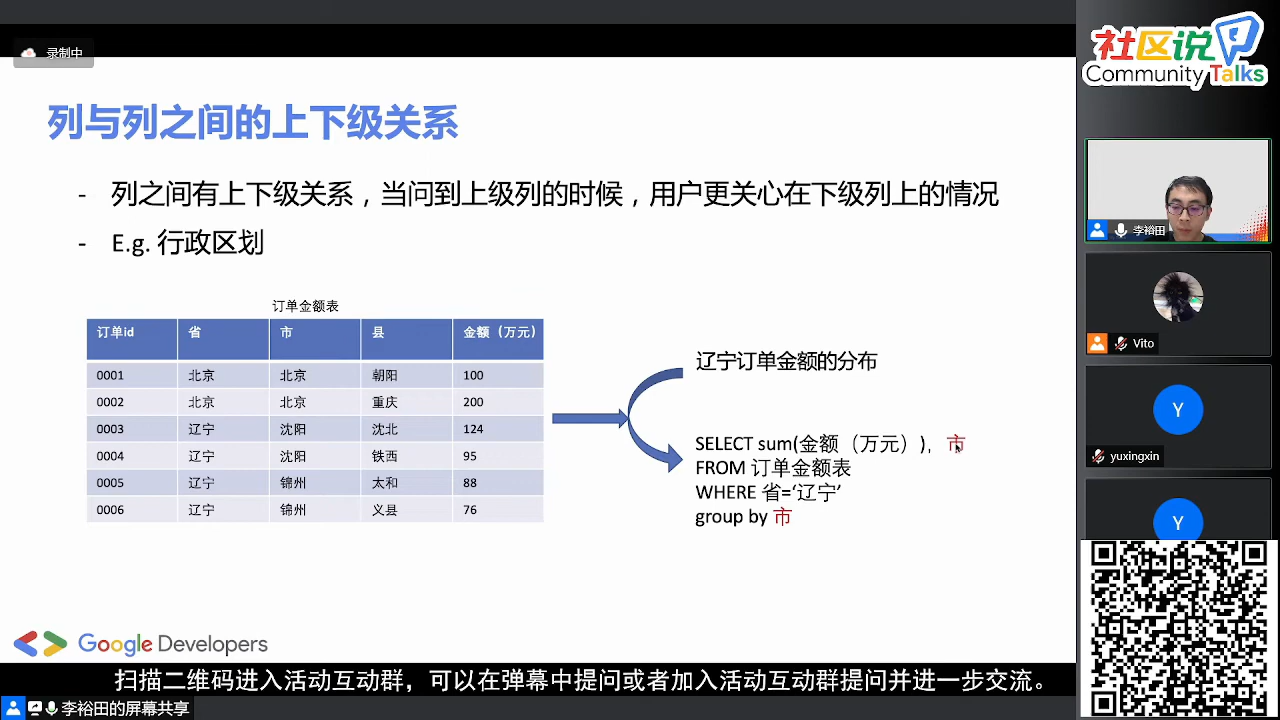 录制中
社区说
Community Talks
列与列之间的上下级关系
- 列之间有上下级关系，当问到上级列的时候，用户更关心在下级列上的情况
- E.g. 行政区划
订单金额表
订单id 省 市 县 金额（万元）
0001 北京 北京 朝阳 100
0002 北京 北京 重庆 200
0003 辽宁 沈阳 沈北 124
0004 辽宁 沈阳 铁西 95
0005 辽宁 锦州 太和 88
0006 辽宁 锦州 义县 76
辽宁订单金额的分布
SELECT sum(金额（万元）)，市
FROM 订单金额表
WHERE 省=‘辽宁’
group by 市
李裕田
Vito
Y
yuxingxin
Y
Google Developers
扫描二维码进入活动互动群，可以在弹幕中提问或者加入活动互动群提问并进一步交流。
李裕田的屏幕共享